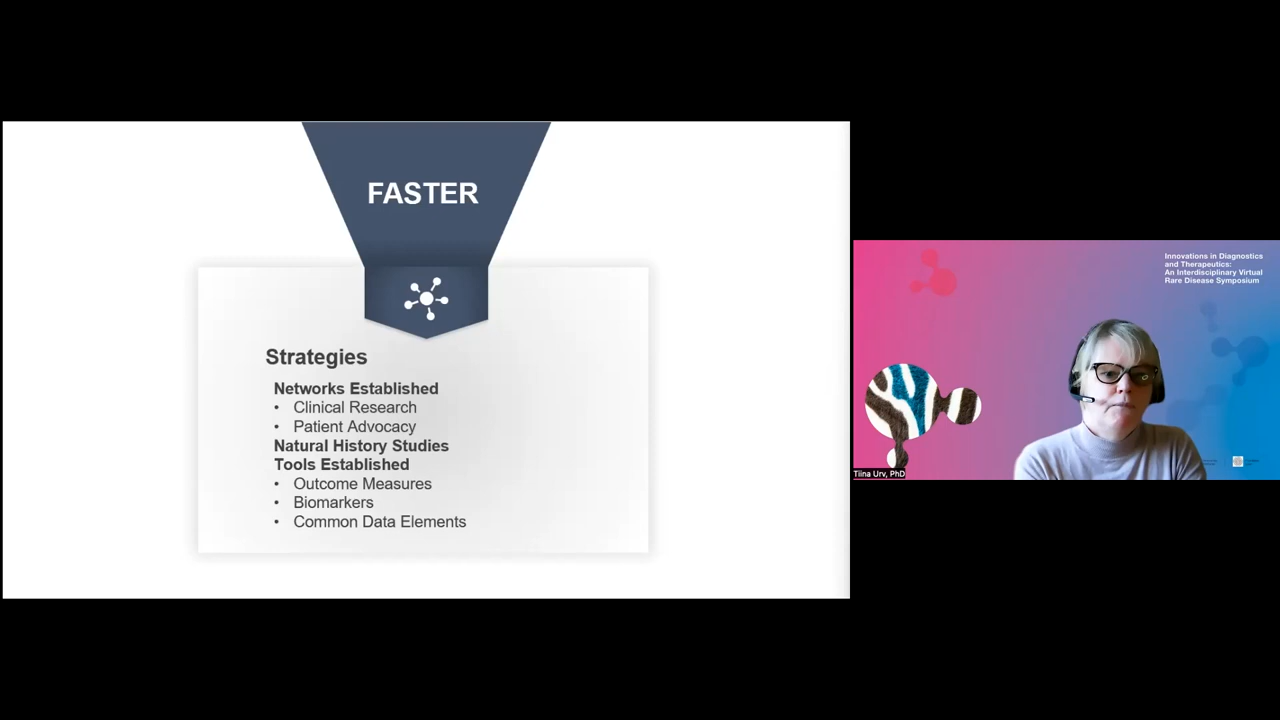 FASTER
Strategies
Networks Established
• Clinical Research
• Patient Advocacy
Natural History Studies
Tools Established
• Outcome Measures
• Biomarkers
• Common Data Elements
Innovations in Diagnostics
and Therapeutics:
An Interdisciplinary Virtual
Rare Disease Symposium
Tiina Urv, PhD